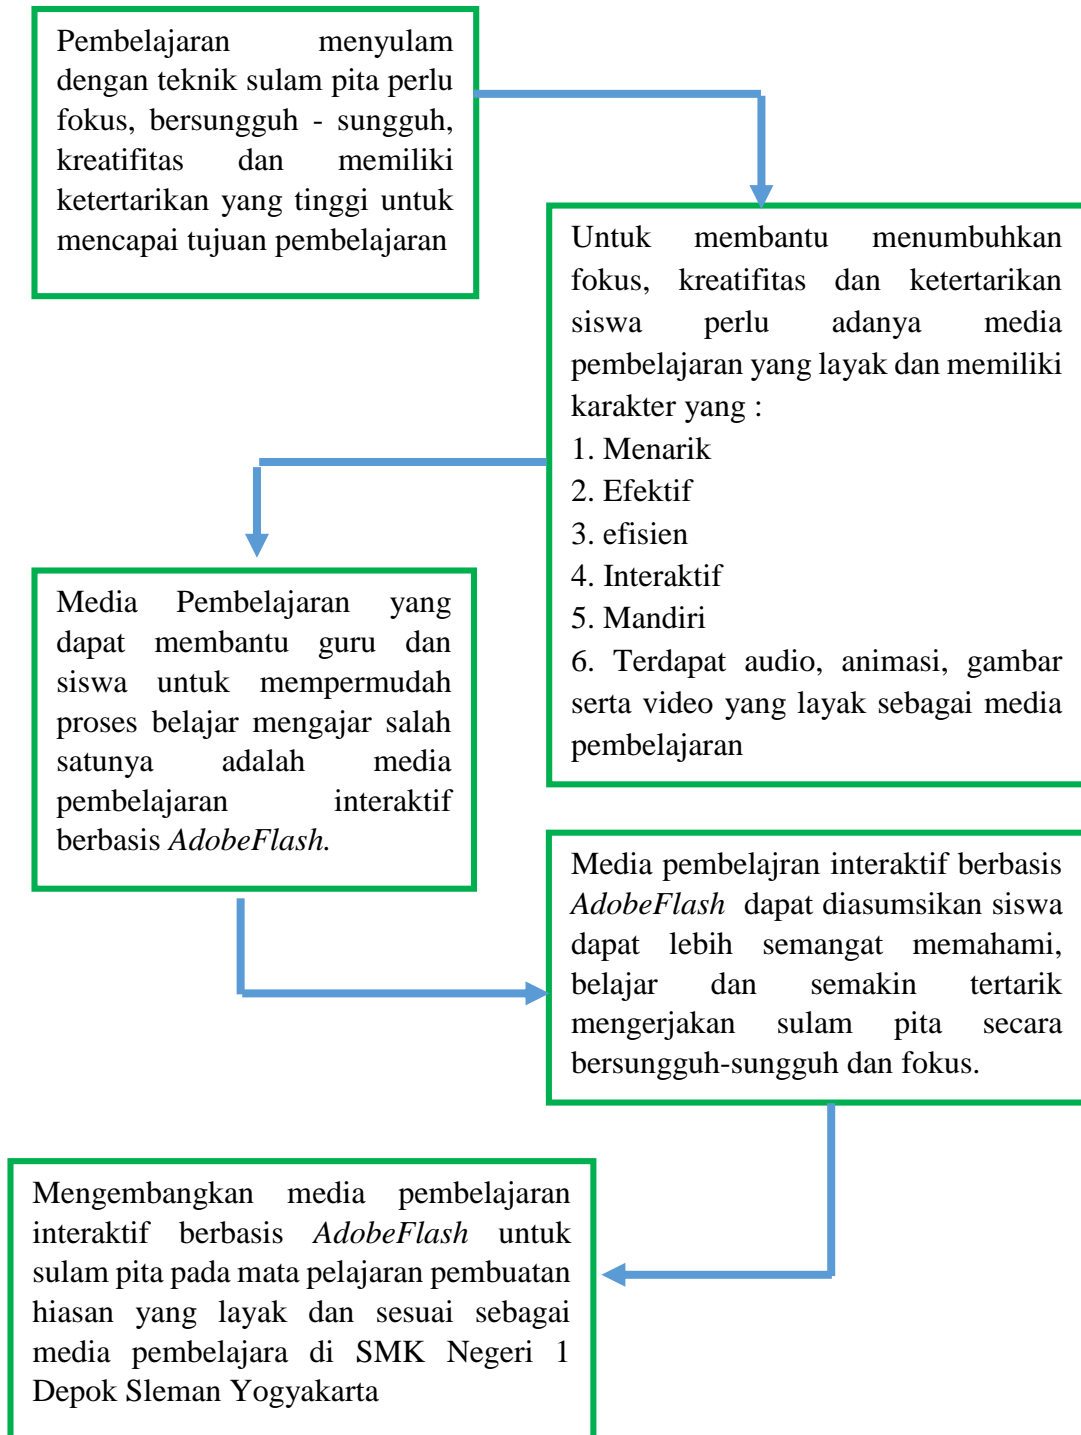 Pembelajaran menyulam
dengan teknik sulam pita perlu
fokus, bersungguh - sungguh,
kreatifitas dan memiliki
ketertarikan yang tinggi untuk
mencapai tujuan pembelajaran
Untuk membantu menumbuhkan
fokus, kreatifitas dan ketertarikan
siswa perlu adanya media
pembelajaran yang layak dan memiliki
karakter yang :
1. Menarik
2. Efektif
3. efisien
4. Interaktif
5. Mandiri
6. Terdapat audio, animasi, gambar
serta video yang layak sebagai media
pembelajaran
Media Pembelajaran yang
dapat membantu guru dan
siswa untuk mempermudah
proses belajar mengajar salah
satunya adalah media
pembelajaran interaktif
berbasis AdobeFlash.
Media pembelajran interaktif berbasis
AdobeFlash dapat diasumsikan siswa
dapat lebih semangat memahami,
belajar dan semakin tertarik
mengerjakan sulam pita secara
bersungguh-sungguh dan fokus.
Mengembangkan media pembelajaran
interaktif berbasis AdobeFlash untuk
sulam pita pada mata pelajaran pembuatan
hiasan yang layak dan sesuai sebagai
media pembelajara di SMK Negeri 1
Depok Sleman Yogyakarta